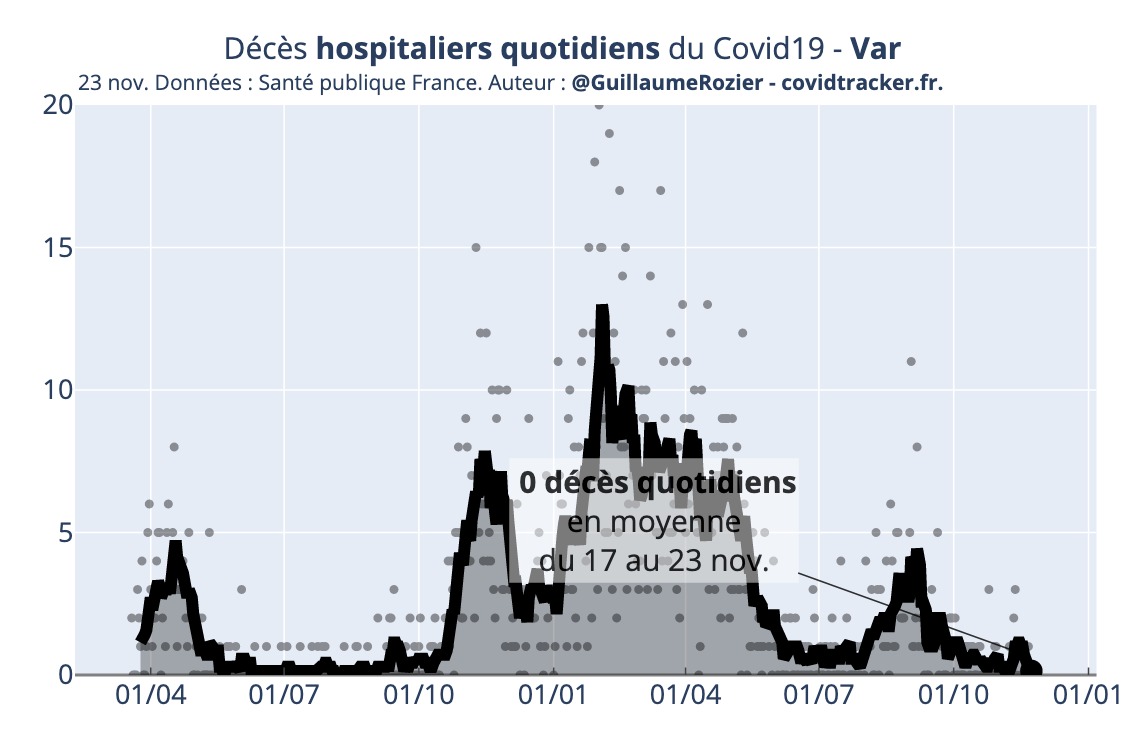 Décès hospitaliers quotidiens du Covid19 - Var
23 nov. Données : Santé publique France. Auteur : @GuillaumeRozier - covidtracker.fr.
20
15
10
5
0
0 décès quotidiens
en moyenne
du 17 au 23 nov.
01/04 01/07 01/10 01/01 01/04 01/07 01/10 01/01